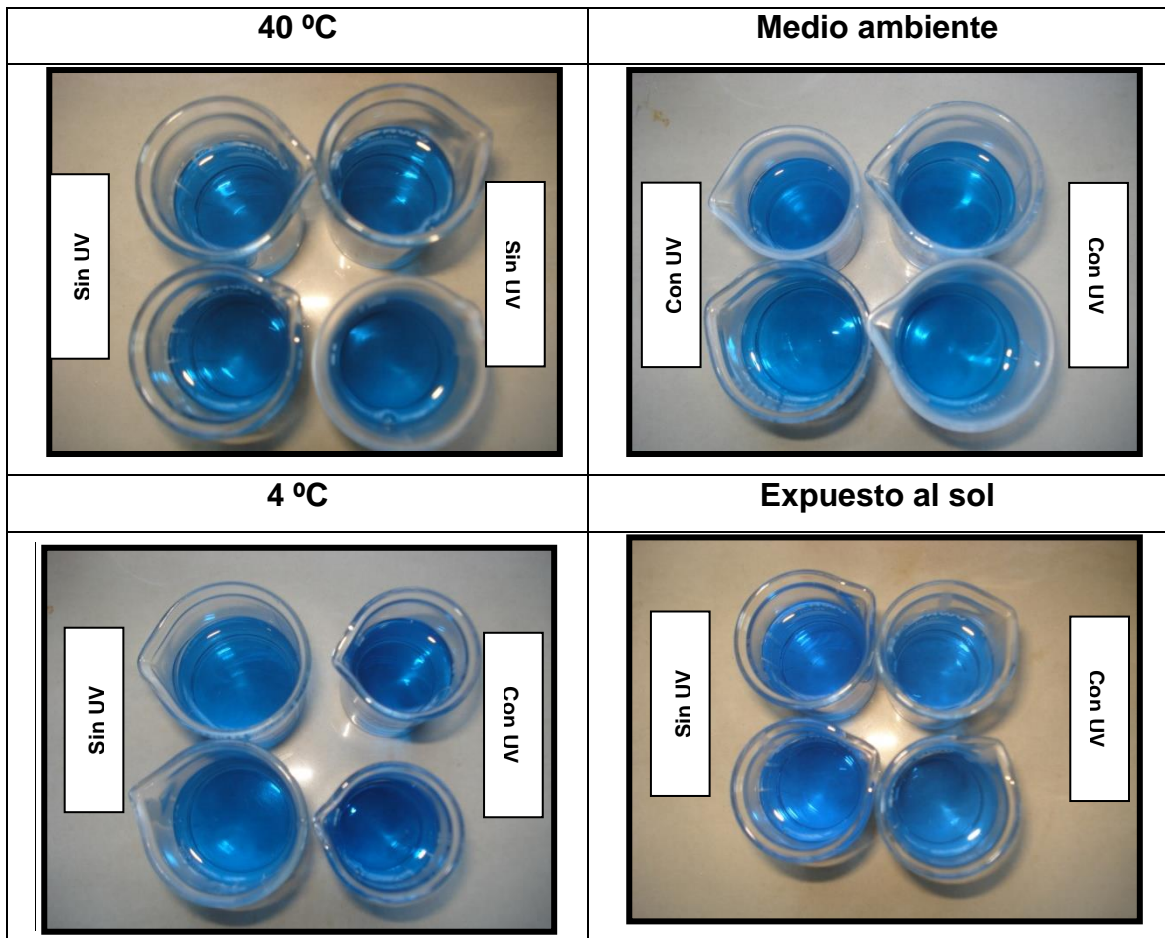 40 ºC
Medio ambiente
Sin UV
Sin UV
Con UV
Con UV
4 ºC
Expuesto al sol
Sin UV
Con UV
Sin UV
Con UV